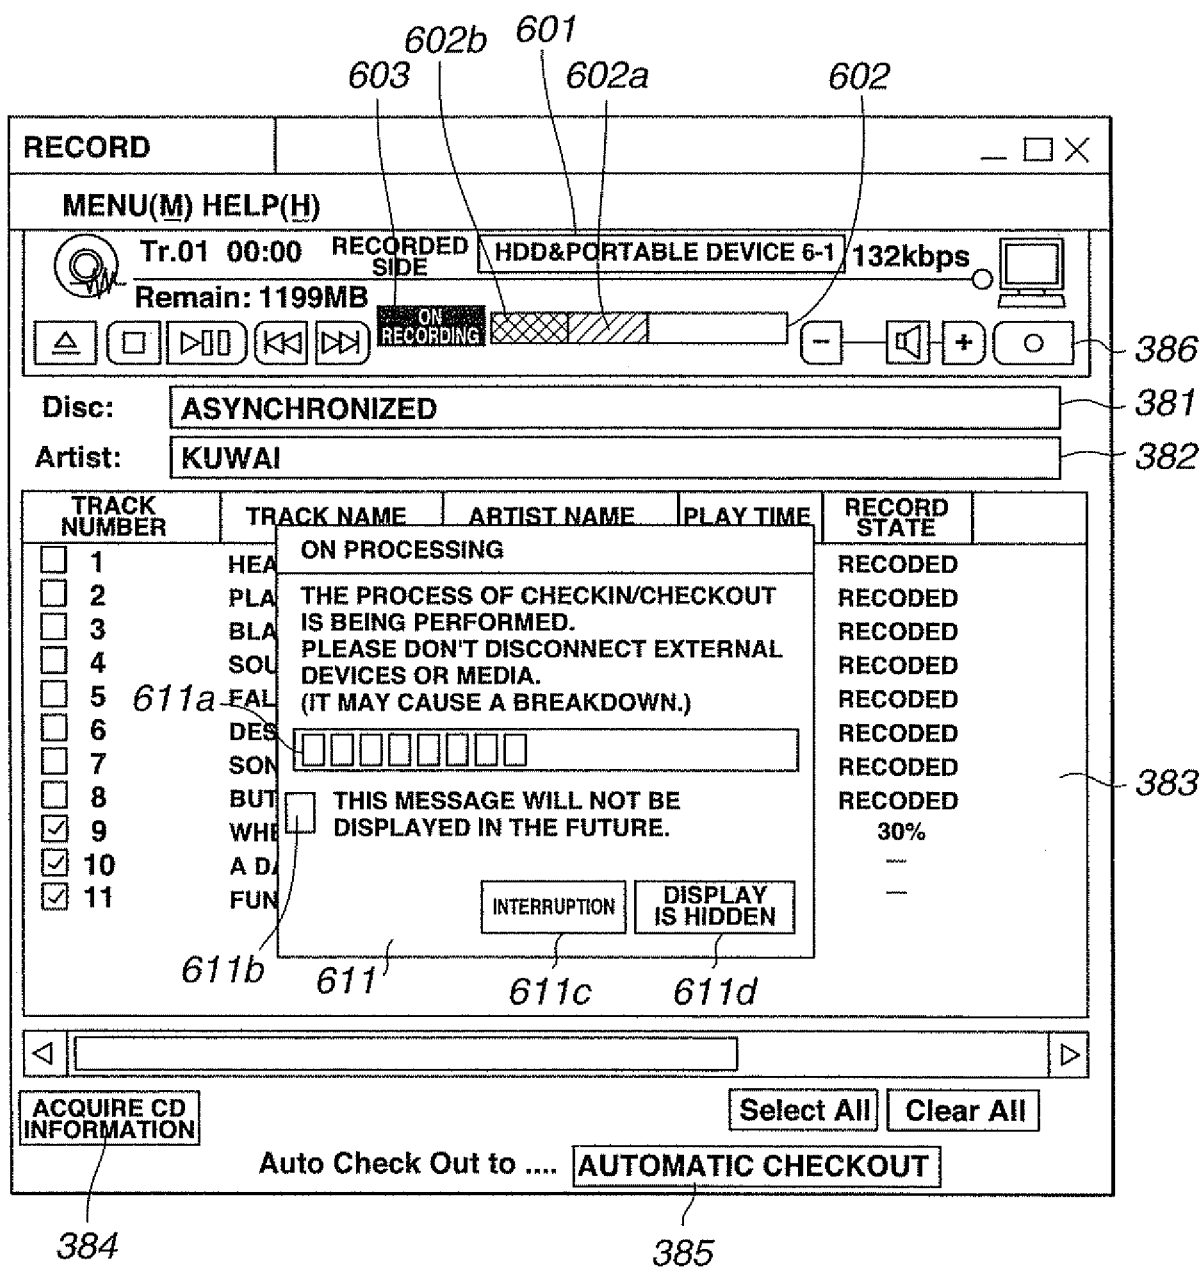 602b
601
603
602a
602
RECORD
MENU(M) HELP(H)
Tr.01 00:00
RECORDED
SIDE
HDD&PORTABLE DEVICE 6-1
132kbps
Remain: 1199MB
ON
RECORDING
386
Disc:
ASYNCHRONIZED
381
Artist:
KUWAI
382
TRACK
NUMBER
TRACK NAME
ARTIST NAME
PLAY TIME
RECORD
STATE
1 HEA RECODED
2 PLA RECODED
3 BLA RECODED
4 SOU RECODED
5 FAL RECODED
6 DES RECODED
7 SON RECODED
8 BUT RECODED
9 WHE 30%
10 A DA —
11 FUN —
ON PROCESSING
THE PROCESS OF CHECKIN/CHECKOUT
IS BEING PERFORMED.
PLEASE DON'T DISCONNECT EXTERNAL
DEVICES OR MEDIA.
(IT MAY CAUSE A BREAKDOWN.)
611a
383
THIS MESSAGE WILL NOT BE
DISPLAYED IN THE FUTURE.
INTERRUPTION
DISPLAY
IS HIDDEN
611b
611
611c
611d
ACQUIRE CD
INFORMATION
Select All
Clear All
Auto Check Out to .... AUTOMATIC CHECKOUT
384
385